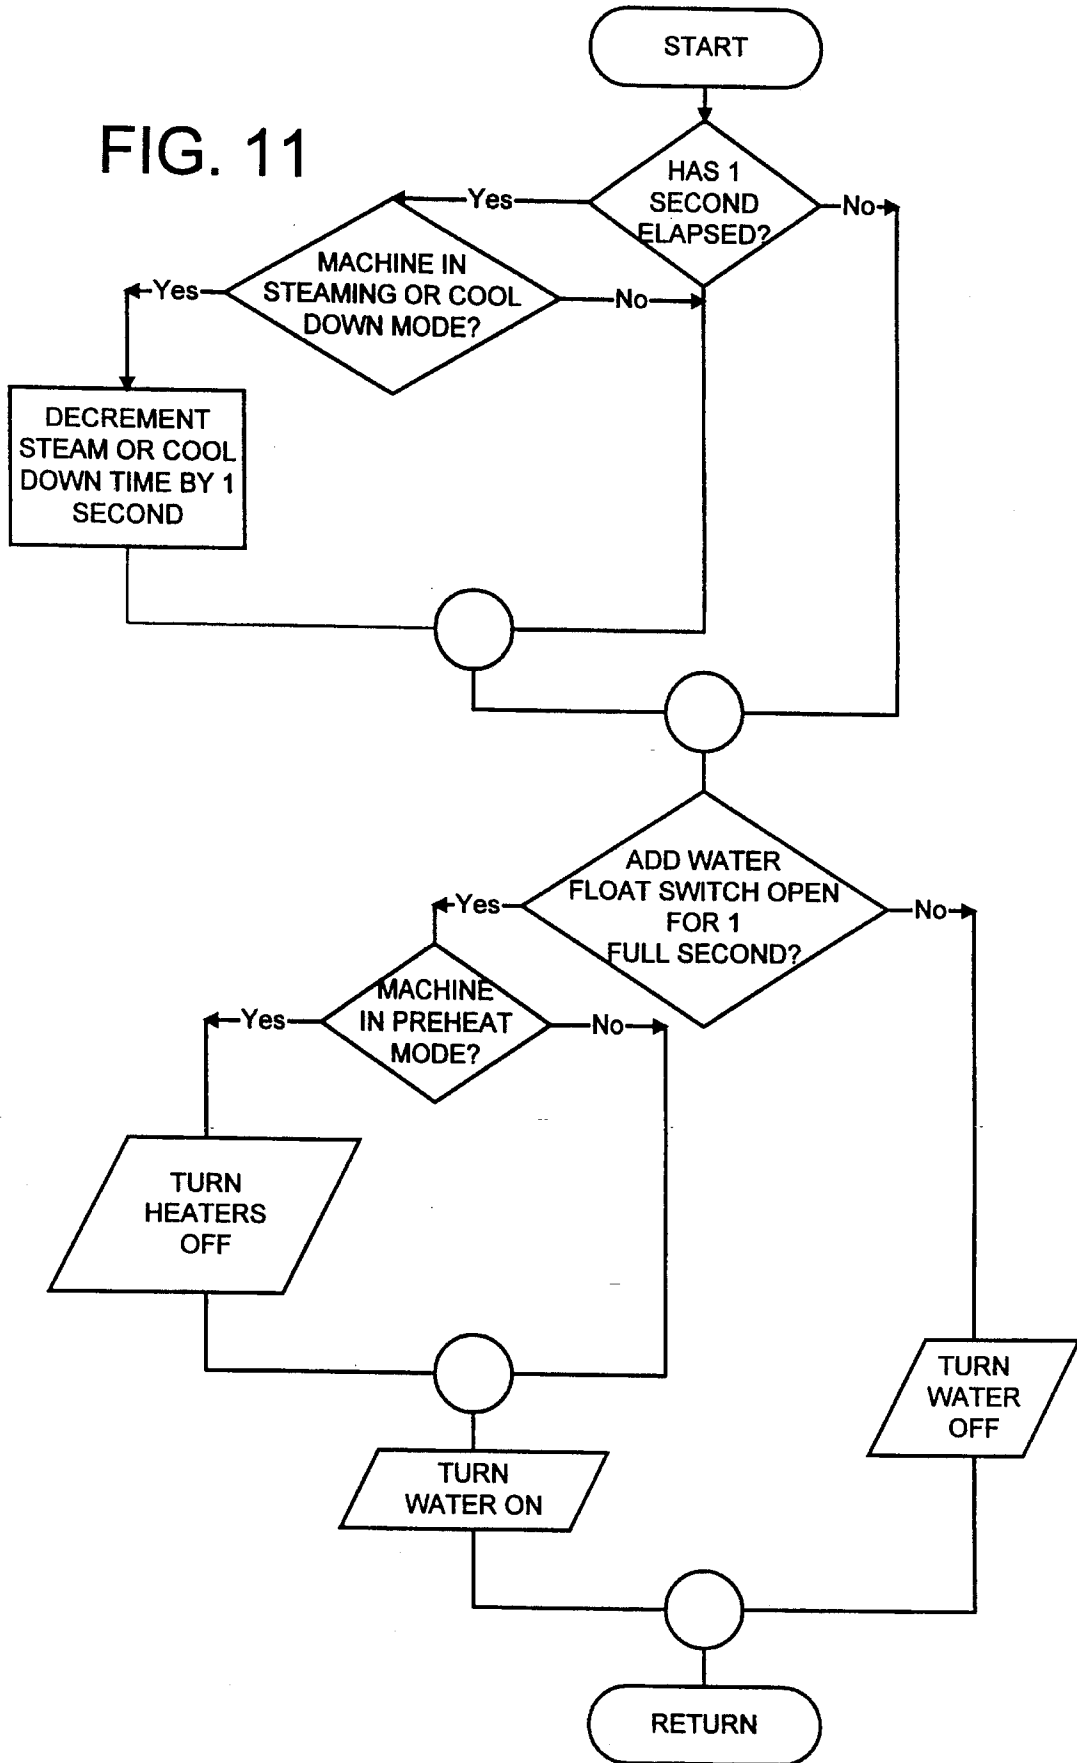 START
FIG. 11
HAS 1
SECOND
ELAPSED?
Yes
No
MACHINE IN
STEAMING OR COOL
DOWN MODE?
Yes
No
DECREMENT
STEAM OR COOL
DOWN TIME BY 1
SECOND
ADD WATER
FLOAT SWITCH OPEN
FOR 1
FULL SECOND?
Yes
No
MACHINE
IN PREHEAT
MODE?
Yes
No
TURN
HEATERS
OFF
TURN
WATER
OFF
TURN
WATER ON
RETURN